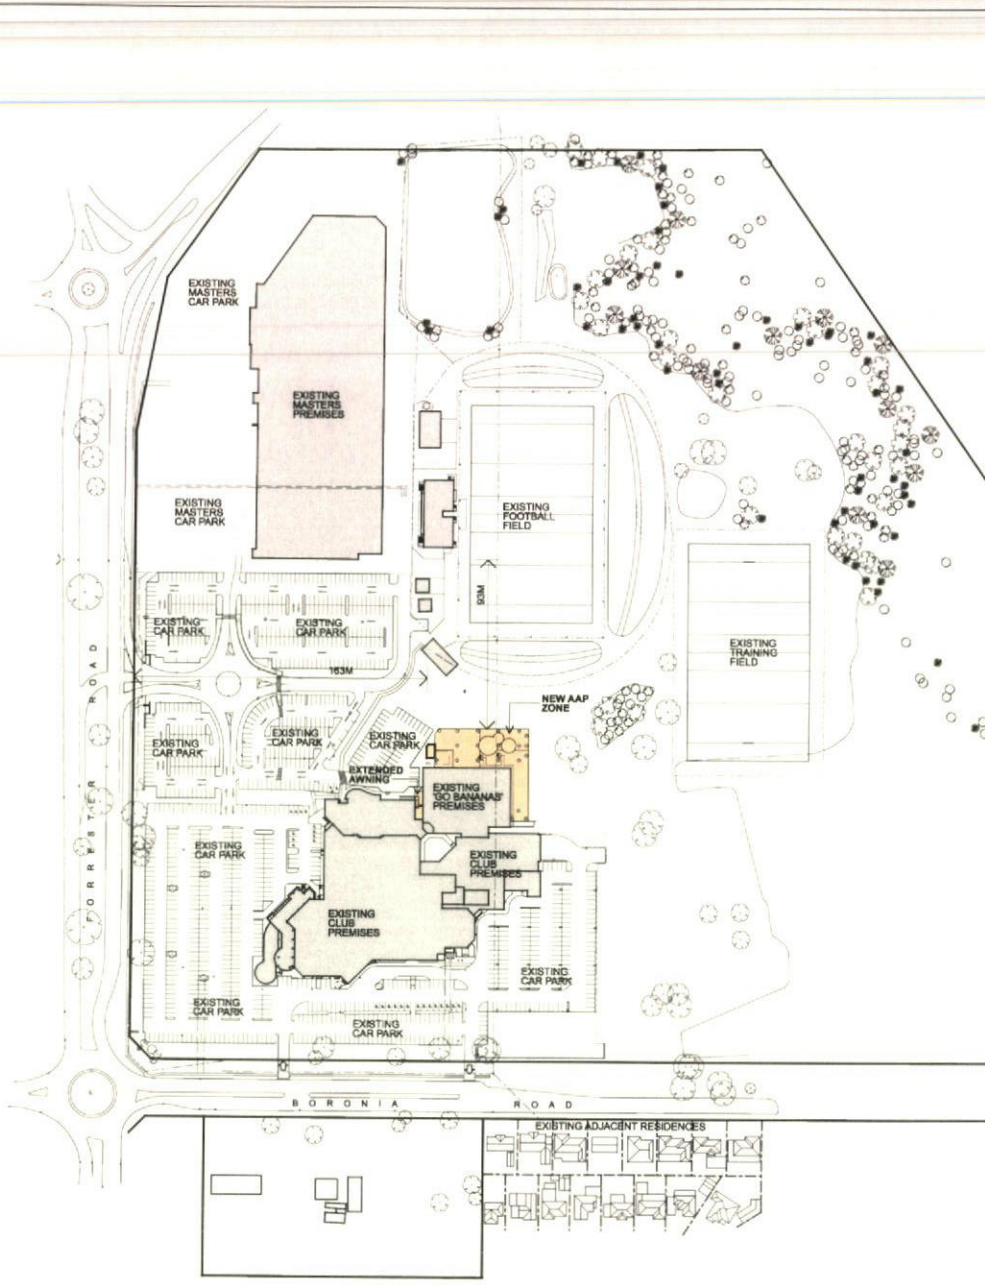 EXISTING
MASTERS
CAR PARK
EXISTING
MASTERS
PREMISES
EXISTING
MASTERS
CAR PARK
EXISTING
FOOTBALL
FIELD
93M
EXISTING
CAR PARK
EXISTING
CAR PARK
163M
EXISTING
TRAINING
FIELD
NEW AAP
ZONE
EXISTING
CAR PARK
EXISTING
CAR PARK
EXISTING
CAR PARK
EXTENDED
AWNING
EXISTING
'GO BANANAS'
PREMISES
EXISTING
CAR PARK
EXISTING
CLUB
PREMISES
EXISTING
CLUB
PREMISES
EXISTING
CAR PARK
EXISTING
CAR PARK
EXISTING
CAR PARK
FORRESTER ROAD
BORONIA ROAD
EXISTING ADJACENT RESIDENCES